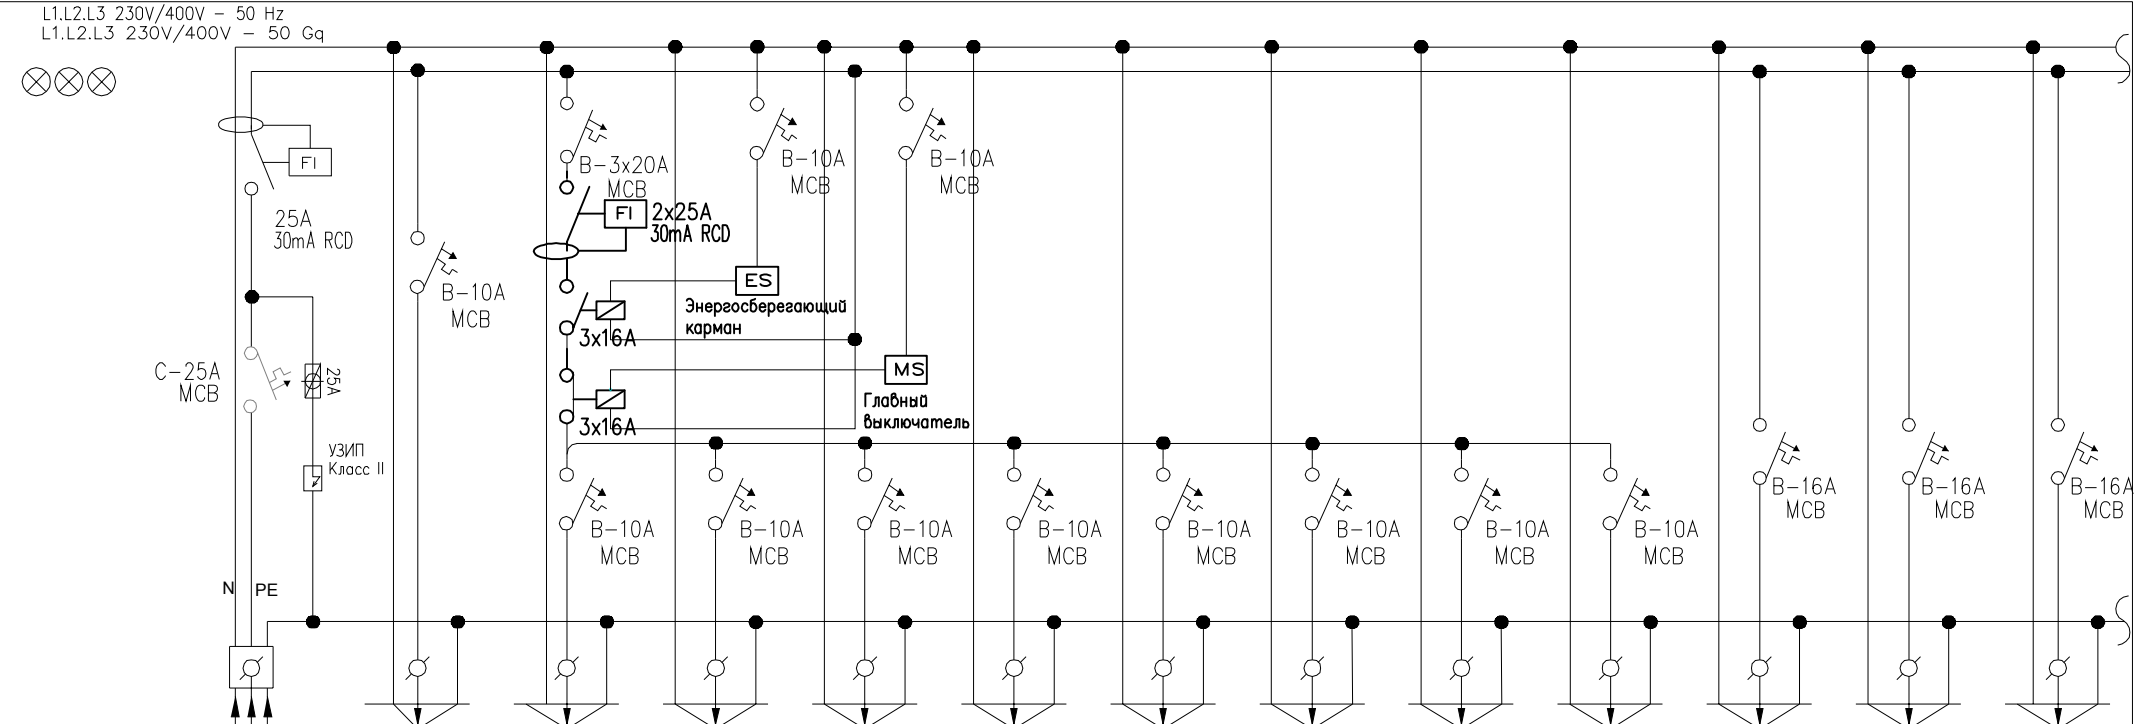 L1.L2.L3 230V/400V - 50 Hz
L1.L2.L3 230V/400V - 50 Gq
FI
25A
30mA RCD
B-10A
MCB
B-3x20A
MCB
FI
2x25A
30mA RCD
B-10A
MCB
B-10A
MCB
ES
Энергосберегающий
карман
3x16A
MS
Главный
выключатель
3x16A
C-25A
MCB
25A
УЗИП
Класс II
B-10A
MCB
B-10A
MCB
B-10A
MCB
B-10A
MCB
B-10A
MCB
B-10A
MCB
B-10A
MCB
B-10A
MCB
B-16A
MCB
B-16A
MCB
B-16A
MCB
N
PE